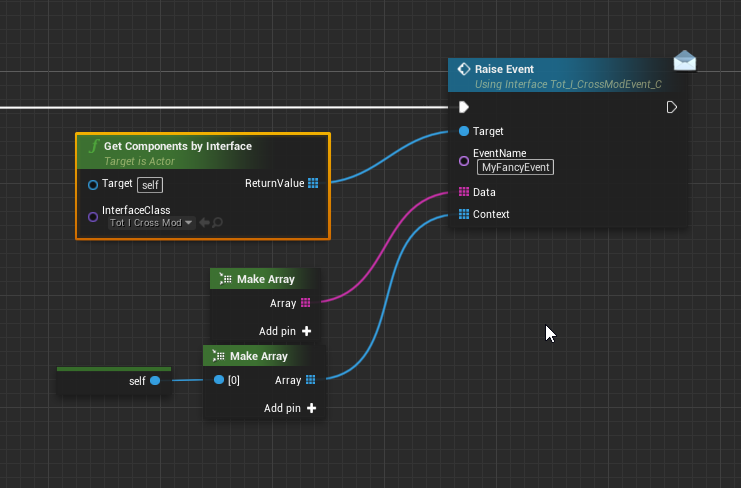 Raise Event
Using Interface Tot_I_CrossModEvent_C
Target
EventName
MyFancyEvent
Data
Context
f Get Components by Interface
Target is Actor
Target self
ReturnValue
InterfaceClass
Tot I Cross Mod
Make Array
Array
Add pin
Make Array
self
[0]
Array
Add pin